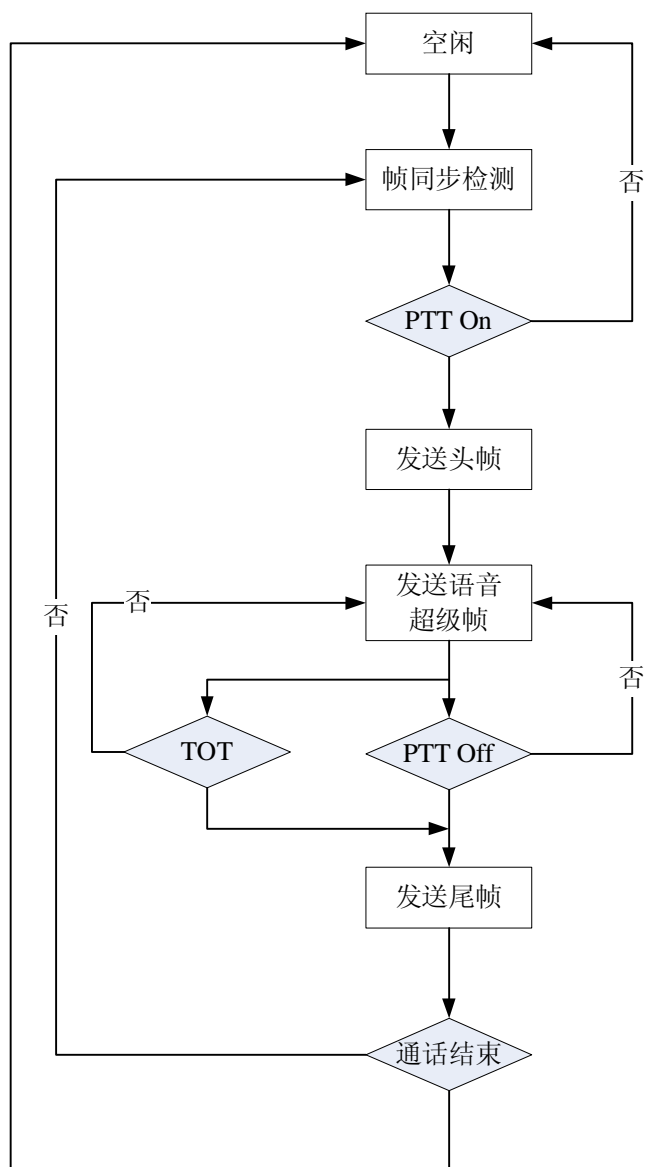 空闲
帧同步检测
否
PTT On
发送头帧
发送语音
超级帧
否
否
否
TOT
PTT Off
发送尾帧
通话结束